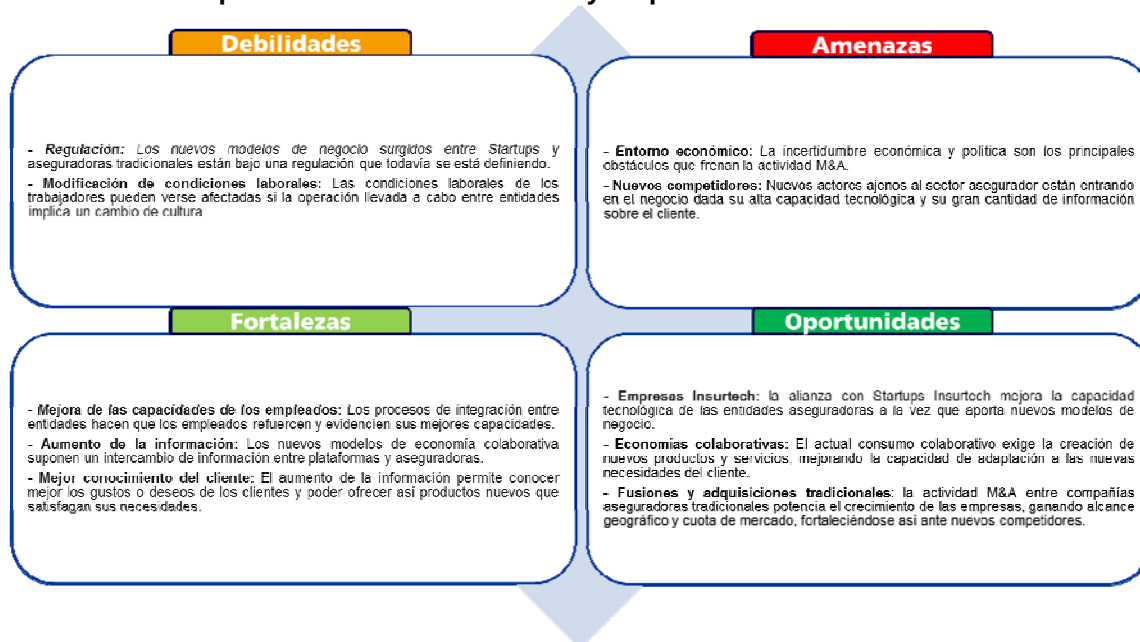 Debilidades
- Regulación: Los nuevos modelos de negocio surgidos entre Startups y
aseguradoras tradicionales están bajo una regulación que todavía se está definiendo.
- Modificación de condiciones laborales: Las condiciones laborales de los
trabajadores pueden verse afectadas si la operación llevada a cabo entre entidades
implica un cambio de cultura
Amenazas
- Entorno económico: La incertidumbre económica y política son los principales
obstáculos que frenan la actividad M&A.
- Nuevos competidores: Nuevos actores ajenos al sector asegurador están entrando
en el negocio dada su alta capacidad tecnológica y su gran cantidad de información
sobre el cliente.
Fortalezas
- Mejora de las capacidades de los empleados: Los procesos de integración entre
entidades hacen que los empleados refuercen y evidencien sus mejores capacidades.
- Aumento de la información: Los nuevos modelos de economía colaborativa
suponen un intercambio de información entre plataformas y aseguradoras.
- Mejor conocimiento del cliente: El aumento de la información permite conocer
mejor los gustos o deseos de los clientes y poder ofrecer así productos nuevos que
satisfagan sus necesidades.
Oportunidades
- Empresas Insurtech: la alianza con Startups Insurtech mejora la capacidad
tecnológica de las entidades aseguradoras a la vez que aporta nuevos modelos de
negocio.
- Economías colaborativas: El actual consumo colaborativo exige la creación de
nuevos productos y servicios, mejorando la capacidad de adaptación a las nuevas
necesidades del cliente.
- Fusiones y adquisiciones tradicionales: la actividad M&A entre compañías
aseguradoras tradicionales potencia el crecimiento de las empresas, ganando alcance
geográfico y cuota de mercado, fortaleciéndose así ante nuevos competidores.